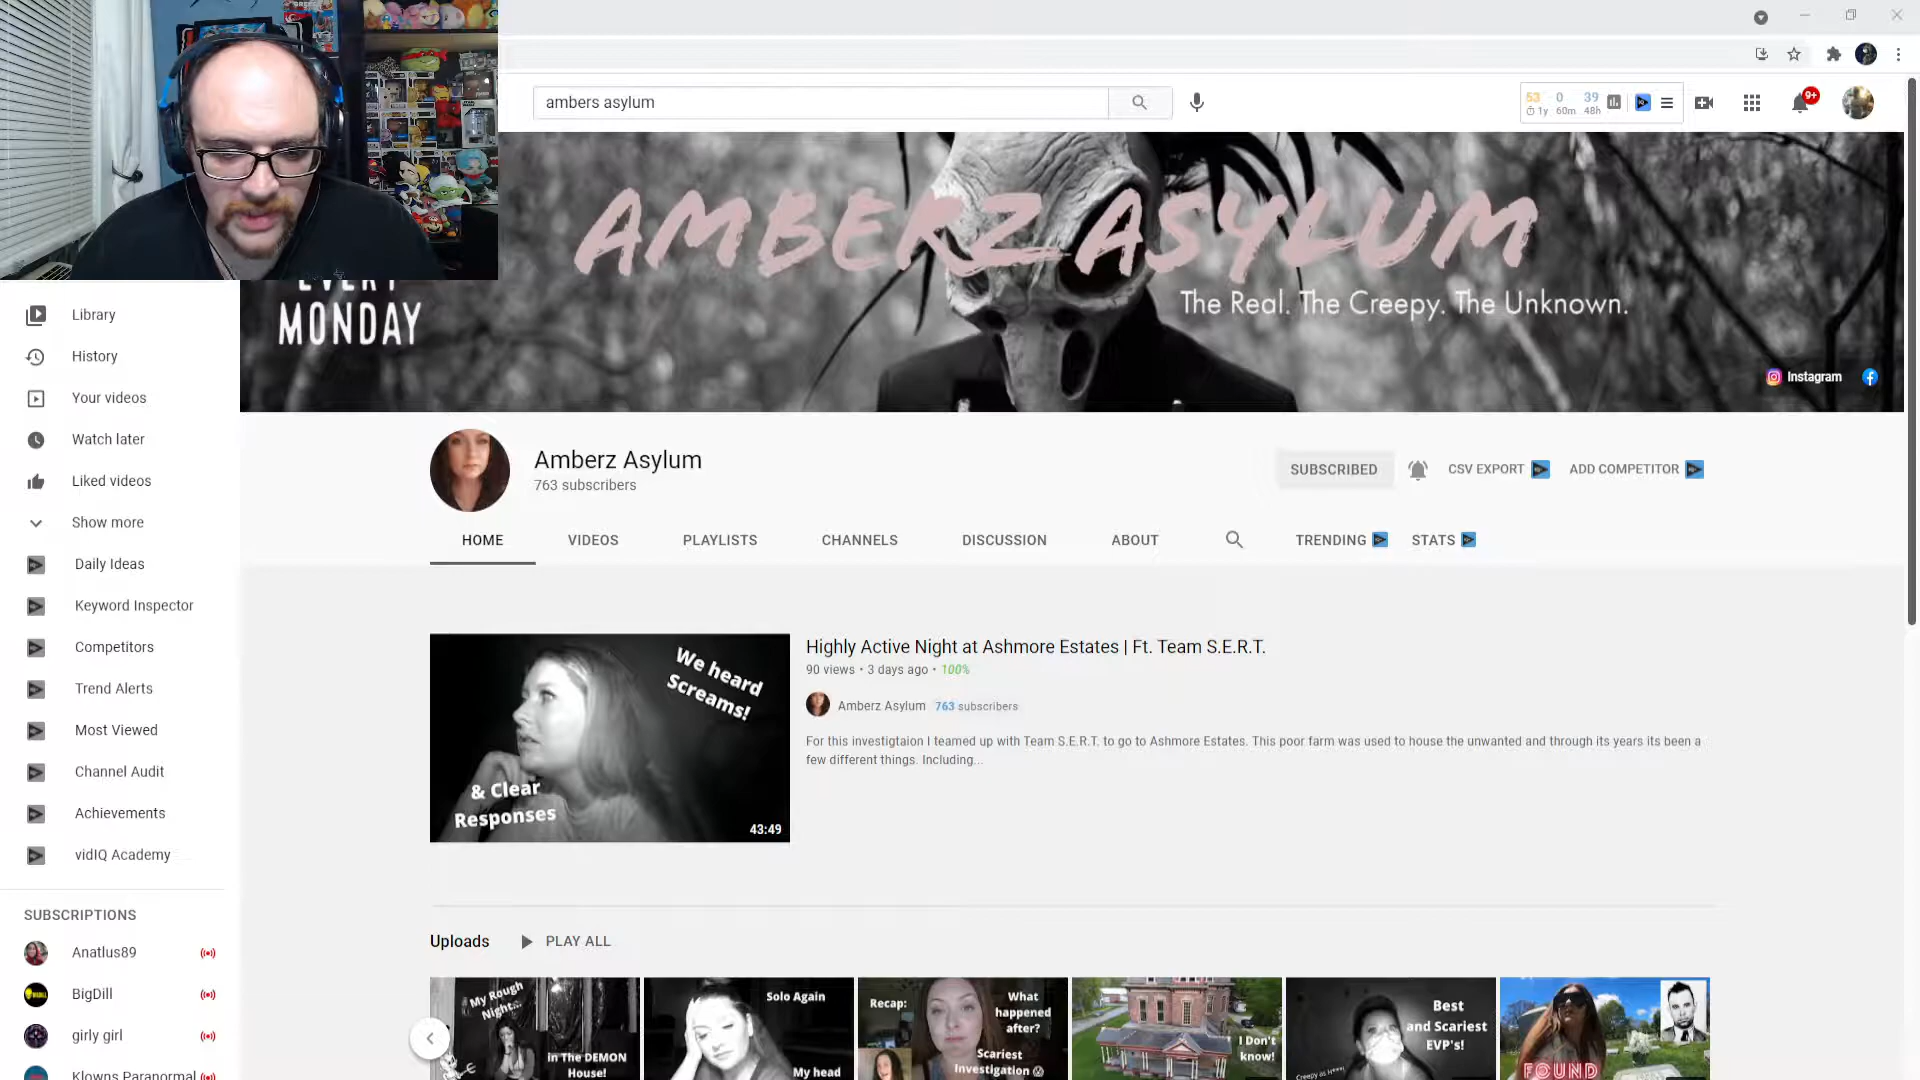 ambers asylum
53 0 39
1y 60m 48h
9+
AMBERZ ASYLUM
The Real. The Creepy. The Unknown.
EVERY
MONDAY
Instagram
Library
History
Your videos
Watch later
Liked videos
Show more
Daily Ideas
Keyword Inspector
Competitors
Trend Alerts
Most Viewed
Channel Audit
Achievements
vidIQ Academy
SUBSCRIPTIONS
Anatlus89
BigDill
girly girl
Klowns Paranormal
Amberz Asylum
763 subscribers
SUBSCRIBED
CSV EXPORT
ADD COMPETITOR
HOME
VIDEOS
PLAYLISTS
CHANNELS
DISCUSSION
ABOUT
TRENDING
STATS
We heard
Screams!
& Clear
Responses
43:49
Highly Active Night at Ashmore Estates | Ft. Team S.E.R.T.
90 views • 3 days ago • 100%
Amberz Asylum 763 subscribers
For this investigtaion I teamed up with Team S.E.R.T. to go to Ashmore Estates. This poor farm was used to house the unwanted and through its years its been a
few different things. Including...
Uploads
PLAY ALL
My Rough
Night...
in The DEMON
House!
Solo Again
My head
Recap:
What
happened
after?
Scariest
Investigation
I Don't
know!
Best
and Scariest
EVP's!
Creepy as H***!
FOUND